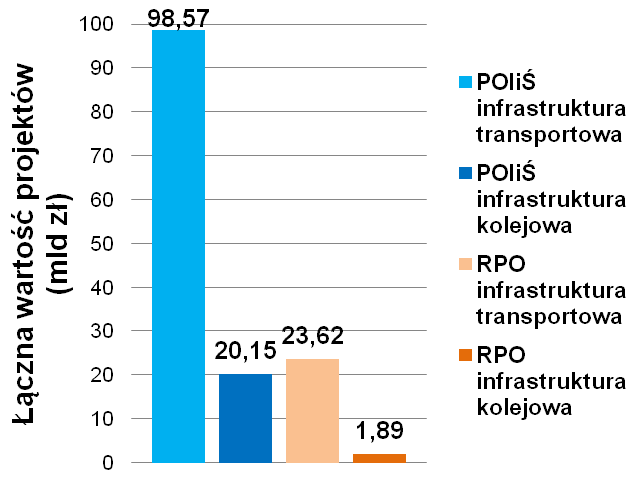 Łączna wartość projektów
(mld zł)
100
90
80
70
60
50
40
30
20
10
0
98,57
20,15
23,62
1,89
POIiŚ
infrastruktura
transportowa
POIiŚ
infrastruktura
kolejowa
RPO
infrastruktura
transportowa
RPO
infrastruktura
kolejowa